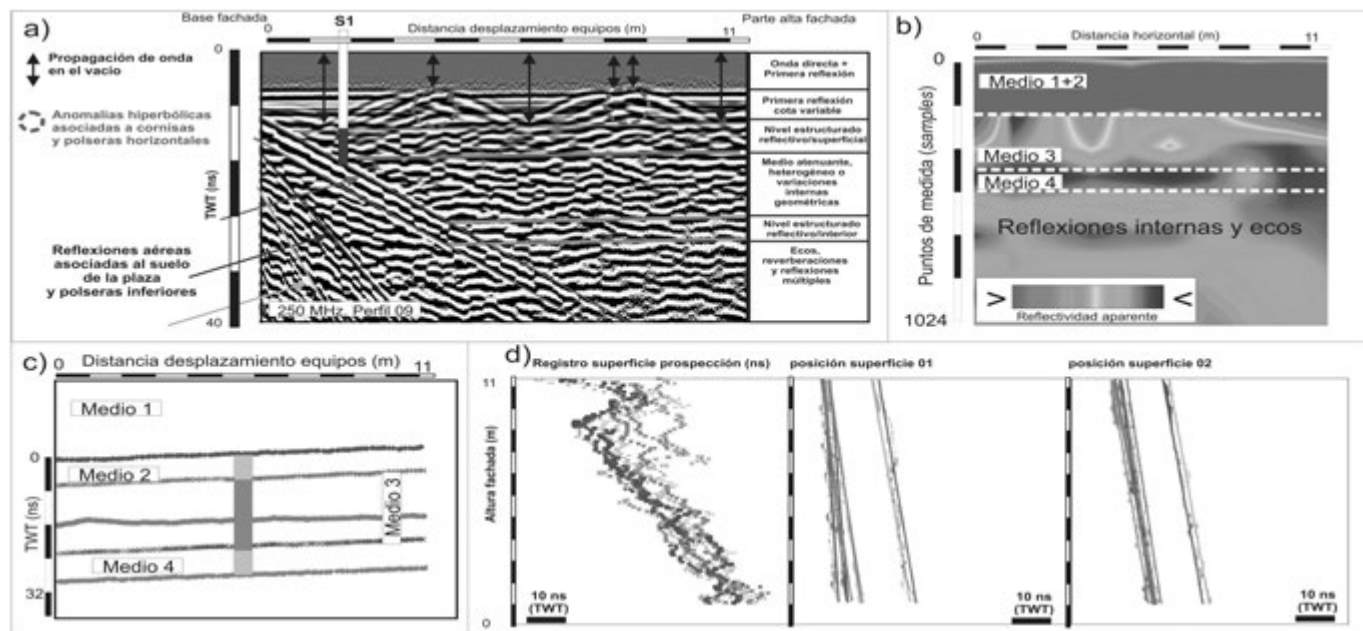 a)
Base fachada
S1
Parte alta fachada
0
Distancia desplazamiento equipos (m)
11
0
Propagación de onda
en el vacio
Anomalías hiperbólicas
asociadas a cornisas
y polseras horizontales
TWT (ns)
Reflexiones aéreas
asociadas al suelo
de la plaza
y polseras inferiores
40
250 MHz. Perfil 09
Onda directa +
Primera reflexión
Primera reflexión
cota variable
Nivel estructurado
reflectivo/superficial
Medio atenuante,
heterogéneo o
variaciones
internas
geométricas
Nivel estructurado
reflectivo/interior
Ecos,
reverberaciones
y reflexiones
múltiples
b)
Distancia horizontal (m)
0
11
0
Puntos de medida (samples)
Medio 1+2
Medio 3
Medio 4
Reflexiones internas y ecos
> <
Reflectividad aparente
1024
c)
0
Distancia desplazamiento equipos (m)
11
Medio 1
0
Medio 2
Medio 3
TWT (ns)
Medio 4
32
d)
Registro superficie prospección (ns)
posición superficie 01
posición superficie 02
11
Altura fachada (m)
0
10 ns
(TWT)
10 ns
(TWT)
10 ns
(TWT)